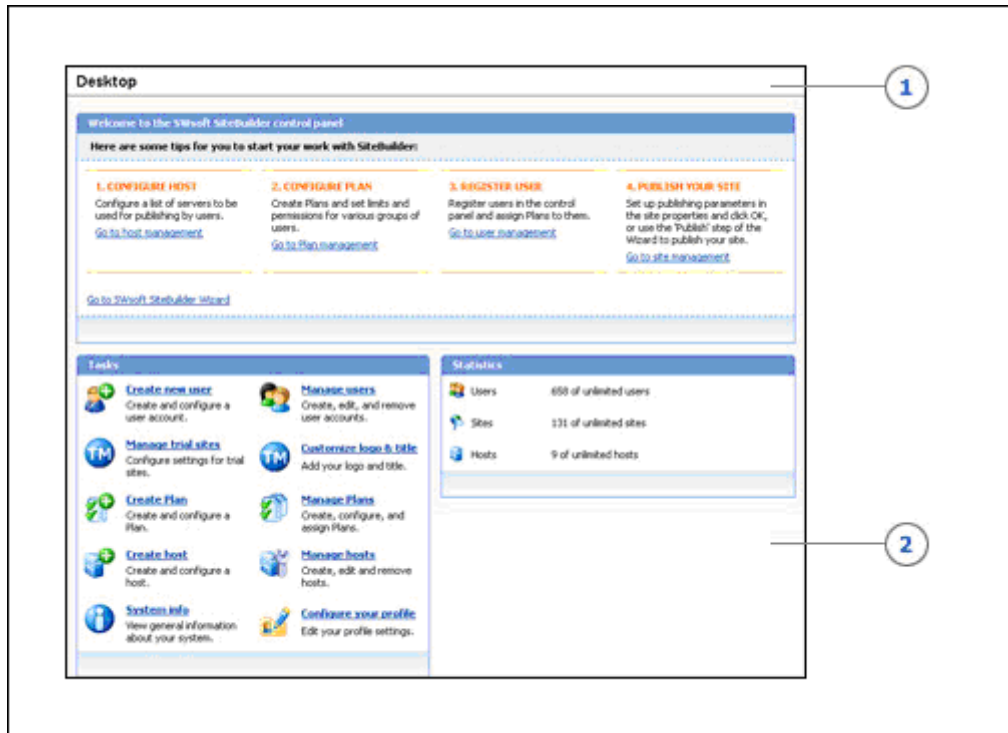 Desktop
1
Welcome to the SWsoft SiteBuilder control panel
Here are some tips for you to start your work with SiteBuilder:
1. CONFIGURE HOST
Configure a list of servers to be
used for publishing by users.
Go to host management
2. CONFIGURE PLAN
Create Plans and set limits and
permissions for various groups of
users.
Go to Plan management
3. REGISTER USER
Register users in the control
panel and assign Plans to them.
Go to user management
4. PUBLISH YOUR SITE
Set up publishing parameters in
the site properties and click OK,
or use the 'Publish' step of the
Wizard to publish your site.
Go to site management
Go to SWsoft SiteBuilder Wizard
Tasks
Create new user
Create and configure a
user account.
Manage users
Create, edit, and remove
user accounts.
TM
Manage trial sites
Configure settings for trial
sites.
TM
Customize logo & title
Add your logo and title.
Create Plan
Create and configure a
Plan.
Manage Plans
Create, configure, and
assign Plans.
Create host
Create and configure a
host.
Manage hosts
Create, edit and remove
hosts.
System info
View general information
about your system.
Configure your profile
Edit your profile settings.
Statistics
Users 658 of unlimited users
Sites 131 of unlimited sites
Hosts 9 of unlimited hosts
2